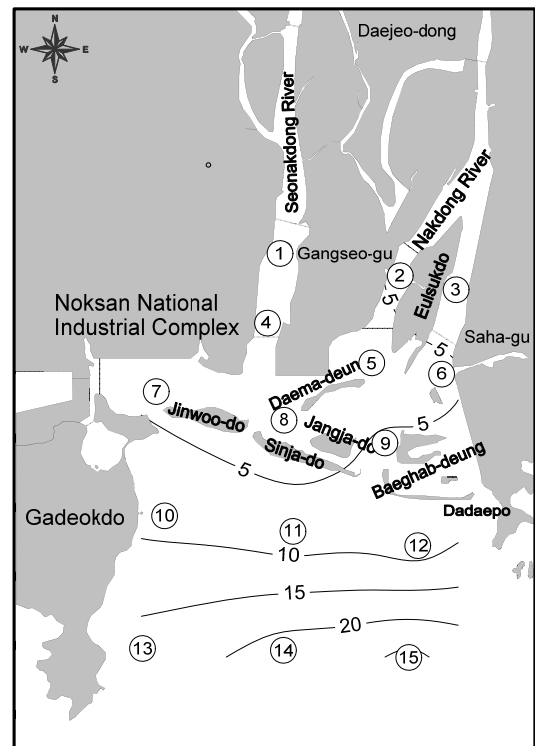 N
Daejeo-dong
W
E
S
Seonakdong River
Nakdong River
1
Gangseo-gu
2
Eulsukdo
3
5
Noksan National
Industrial Complex
4
Saha-gu
5
Daema-deun
5
6
7
Jinwoo-do
8
Jangja-do
5
9
Sinja-do
5
Baeghab-deung
Gadeokdo
10
Dadaepo
11
10
12
15
20
13
14
15